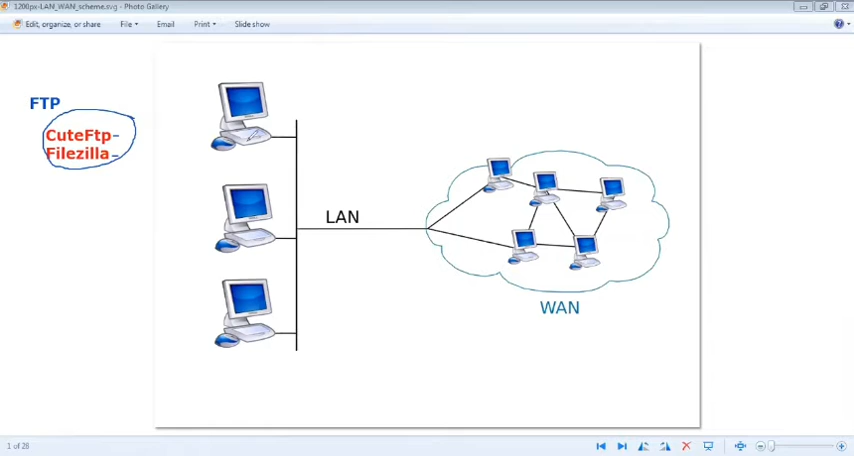 1200px-LAN_WAN_scheme.svg - Photo Gallery
Edit, organize, or share File Email Print Slide show
FTP
CuteFtp-
Filezilla -
LAN
WAN
1 of 28